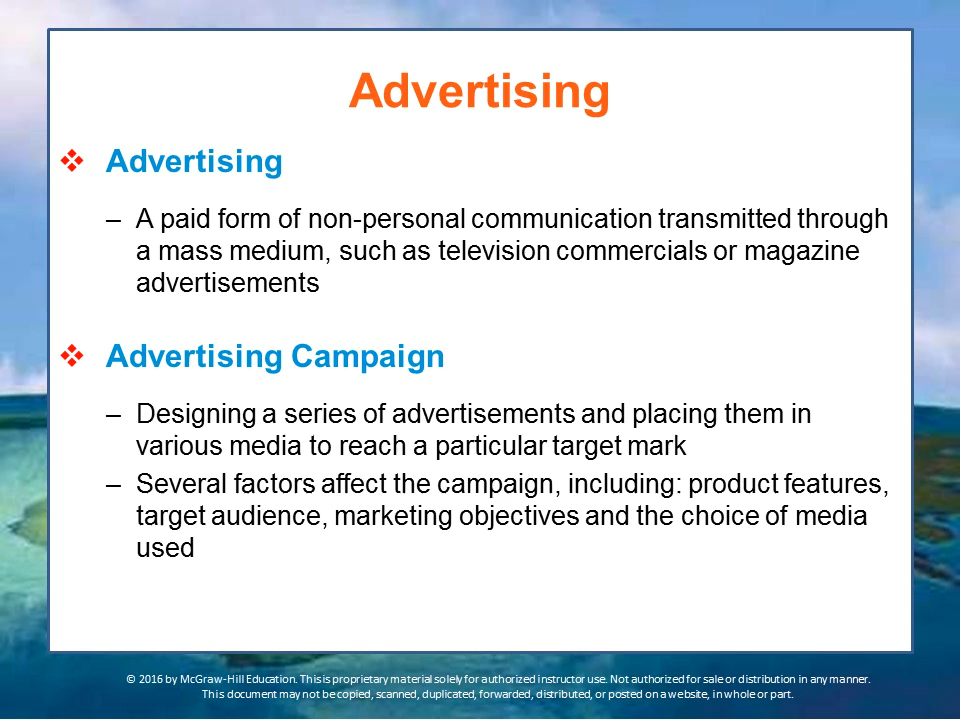 Advertising
❖ Advertising
– A paid form of non-personal communication transmitted through
a mass medium, such as television commercials or magazine
advertisements
❖ Advertising Campaign
– Designing a series of advertisements and placing them in
various media to reach a particular target mark
– Several factors affect the campaign, including: product features,
target audience, marketing objectives and the choice of media
used
© 2016 by McGraw-Hill Education. This is proprietary material solely for authorized instructor use. Not authorized for sale or distribution in any manner.
This document may not be copied, scanned, duplicated, forwarded, distributed, or posted on a website, in whole or part.